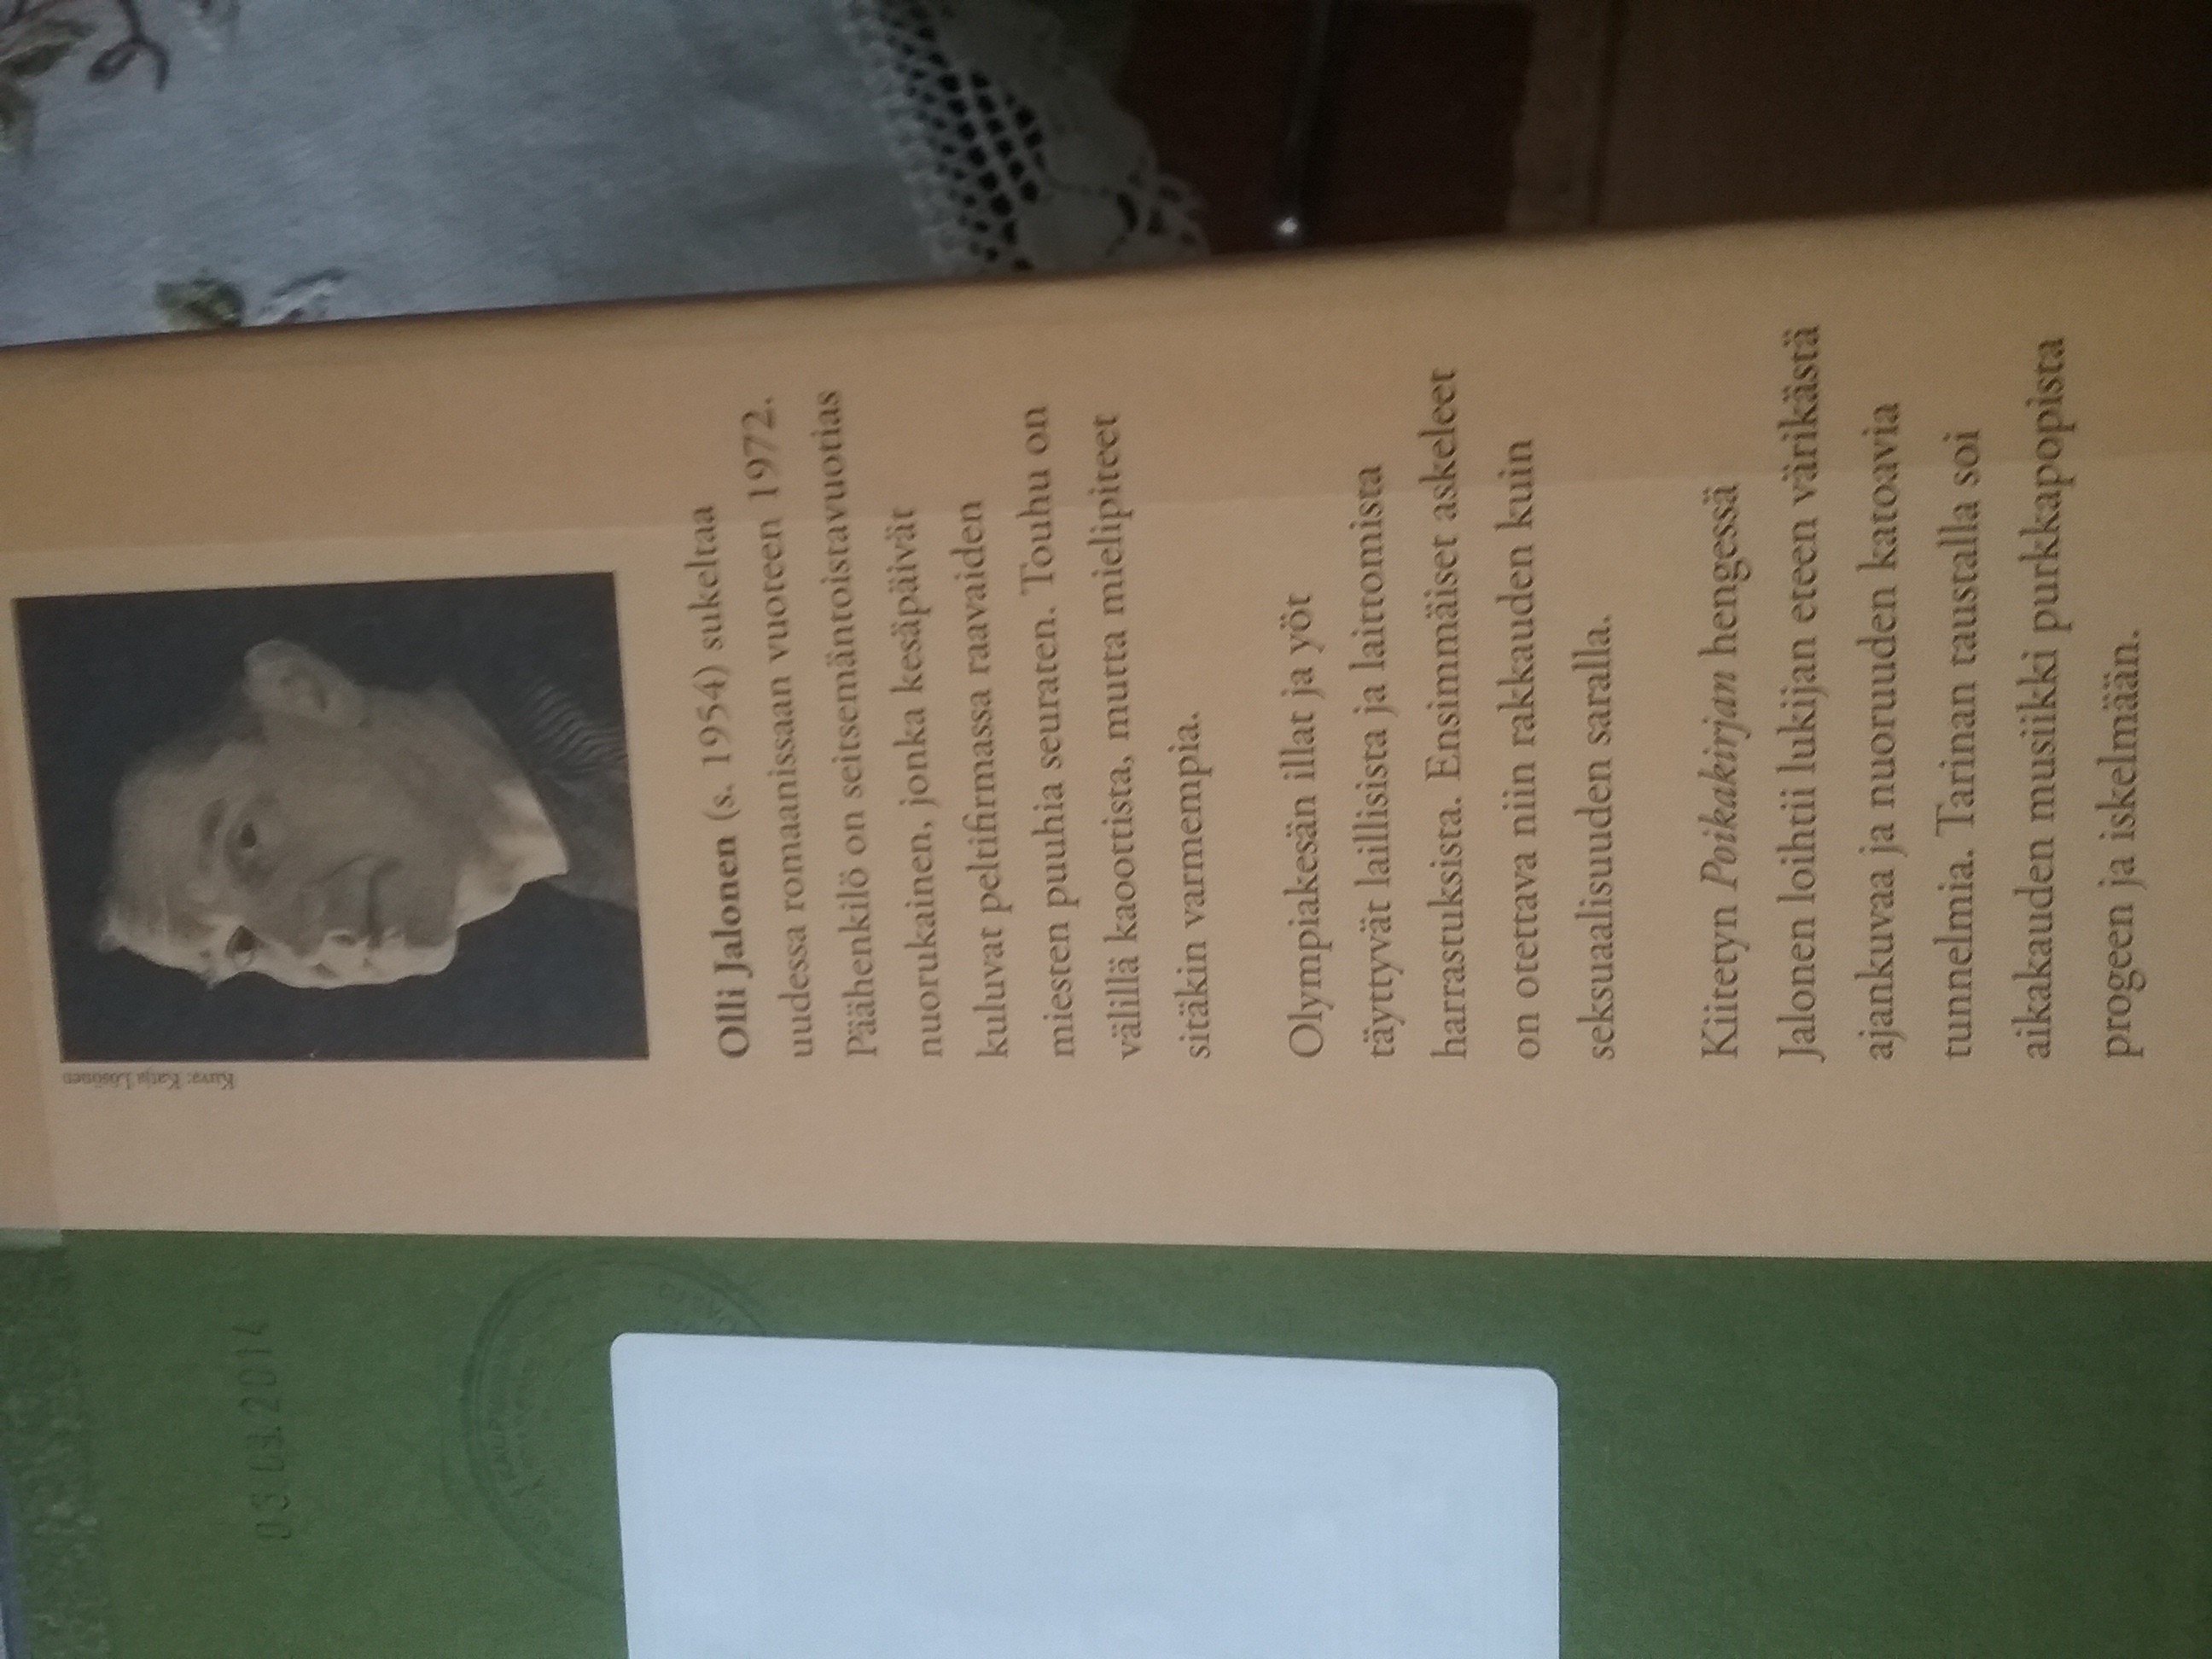 Kuva: Katja Lösönen
Olli Jalonen (s. 1954) sukeltaa
uudessa romaanissaan vuoteen 1972.
Päähenkilö on seitsemäntoistavuotias
nuorukainen, jonka kesäpäivät
kuluvat peltifirmassa raavaiden
miesten puuhia seuraten. Touhu on
välillä kaoottista, mutta mielipiteet
sitäkin varmempia.
Olympiakesän illat ja yöt
täyttyvät laillisista ja laittomista
harrastuksista. Ensimmäiset askeleet
on otettava niin rakkauden kuin
seksuaalisuuden saralla.
Kiitetyn Poikakirjan hengessä
Jalonen loihtii lukijan eteen värikästä
ajankuvaa ja nuoruuden katoavia
tunnelmia. Tarinan taustalla soi
aikakauden musiikki purkkapopista
progeen ja iskelmään.
03.09.2014